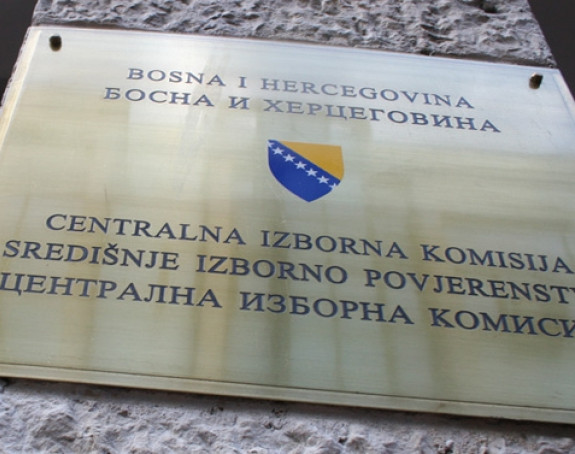 BOSNA I HERCEGOVINA
БОСНА И ХЕРЦЕГОВИНА
CENTRALNA IZBORNA KOMISIJA
SREDIŠNJE IZBORNO POVJERENSTV
ЦЕНТРАЛНА ИЗБОРНА КОМИСИ